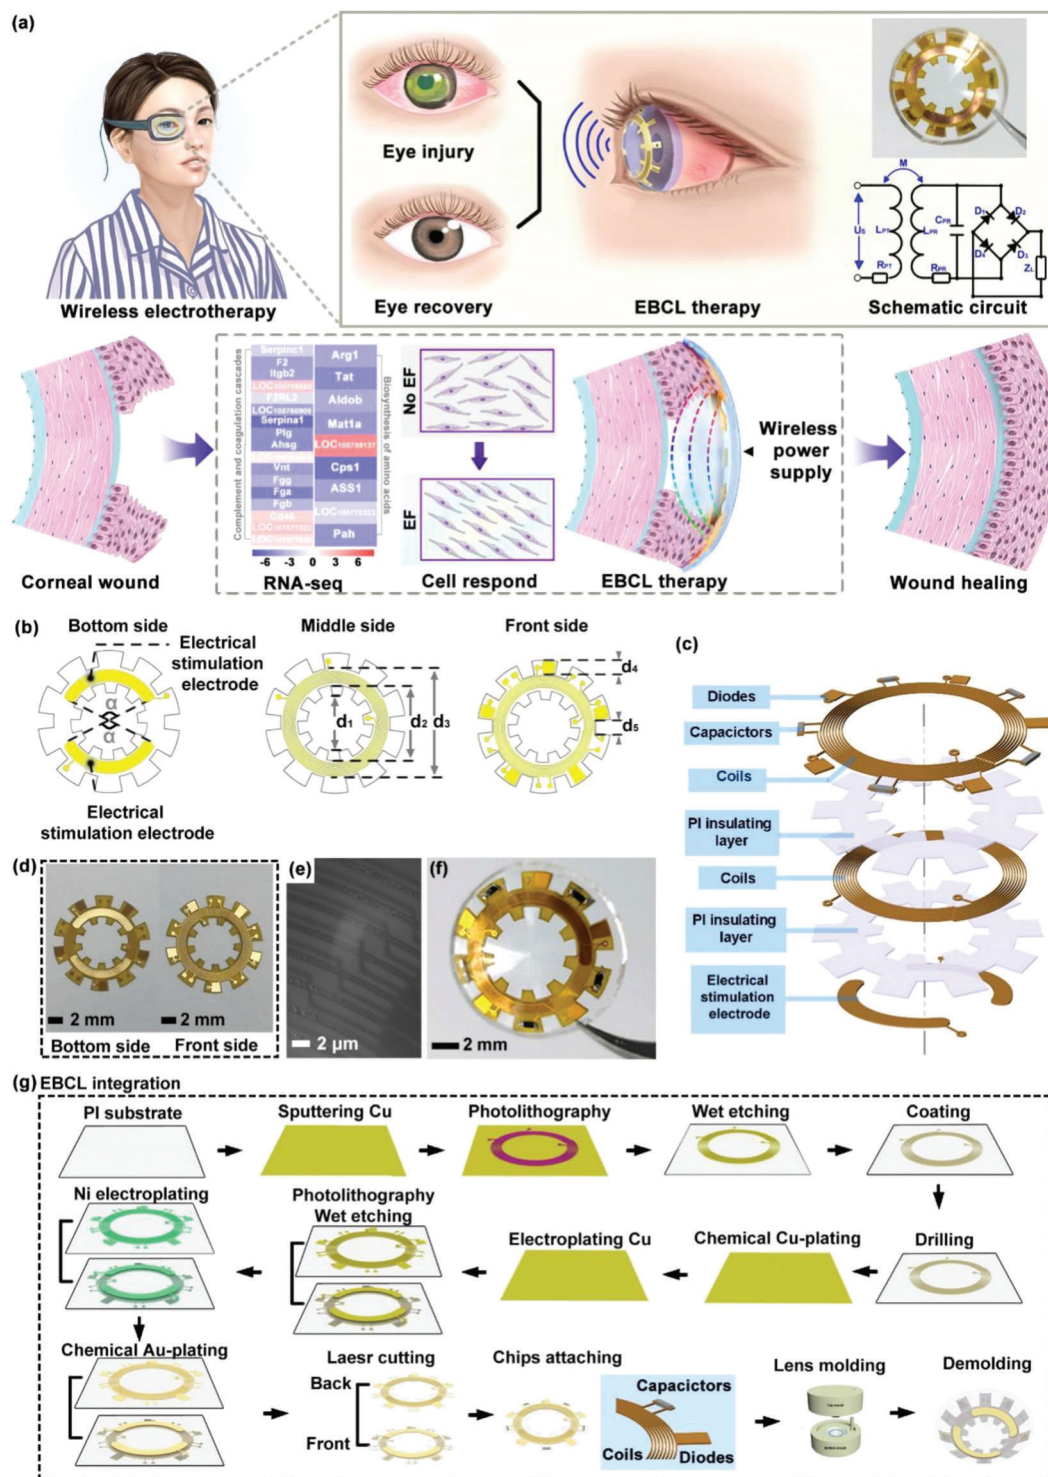 (a)
Eye injury
Eye recovery
Wireless electrotherapy
EBCL therapy
M
US
LPT
LPR
CPR
RPT
RPR
D1
D2
D4
D3
ZL
Schematic circuit
Complement and coagulation cascades
Serpinc1
F2
Itgb2
F2RL2
Serpina1
Plg
Ahsg
Vnt
Fgg
Fga
Fgb
Arg1
Tat
Aldob
Mat1a
LOC100769137
Cps1
ASS1
Pah
Biosynthesis of amino acids
-6 -3 0 3 6
No EF
EF
Wireless
power
supply
Corneal wound
RNA-seq
Cell respond
EBCL therapy
Wound healing
(b)
Bottom side
Electrical
stimulation
electrode
α
α
Electrical
stimulation electrode
Middle side
d1 d2 d3
Front side
d4
d5
(c)
Diodes
Capacictors
Coils
PI insulating
layer
Coils
PI insulating
layer
Electrical
stimulation
electrode
(d)
2 mm
2 mm
Bottom side
Front side
(e)
2 μm
(f)
2 mm
(g) EBCL integration
PI substrate
Sputtering Cu
Photolithography
Wet etching
Coating
Ni electroplating
Photolithography
Wet etching
Electroplating Cu
Chemical Cu-plating
Drilling
Chemical Au-plating
Laesr cutting
Back
Front
Chips attaching
Capacictors
Coils
Diodes
Lens molding
Demolding